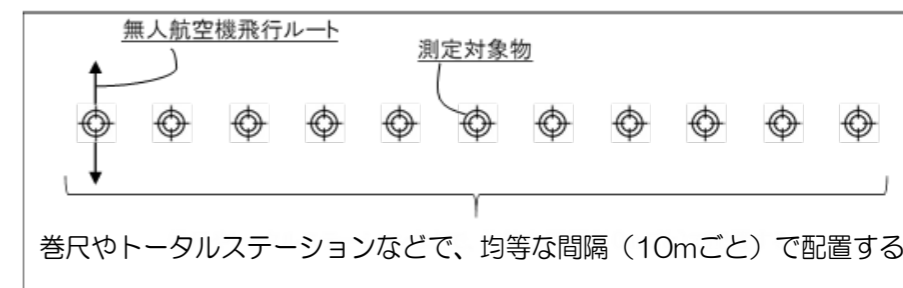 無人航空機飛行ルート
測定対象物
巻尺やトータルステーションなどで、均等な間隔（10mごと）で配置する